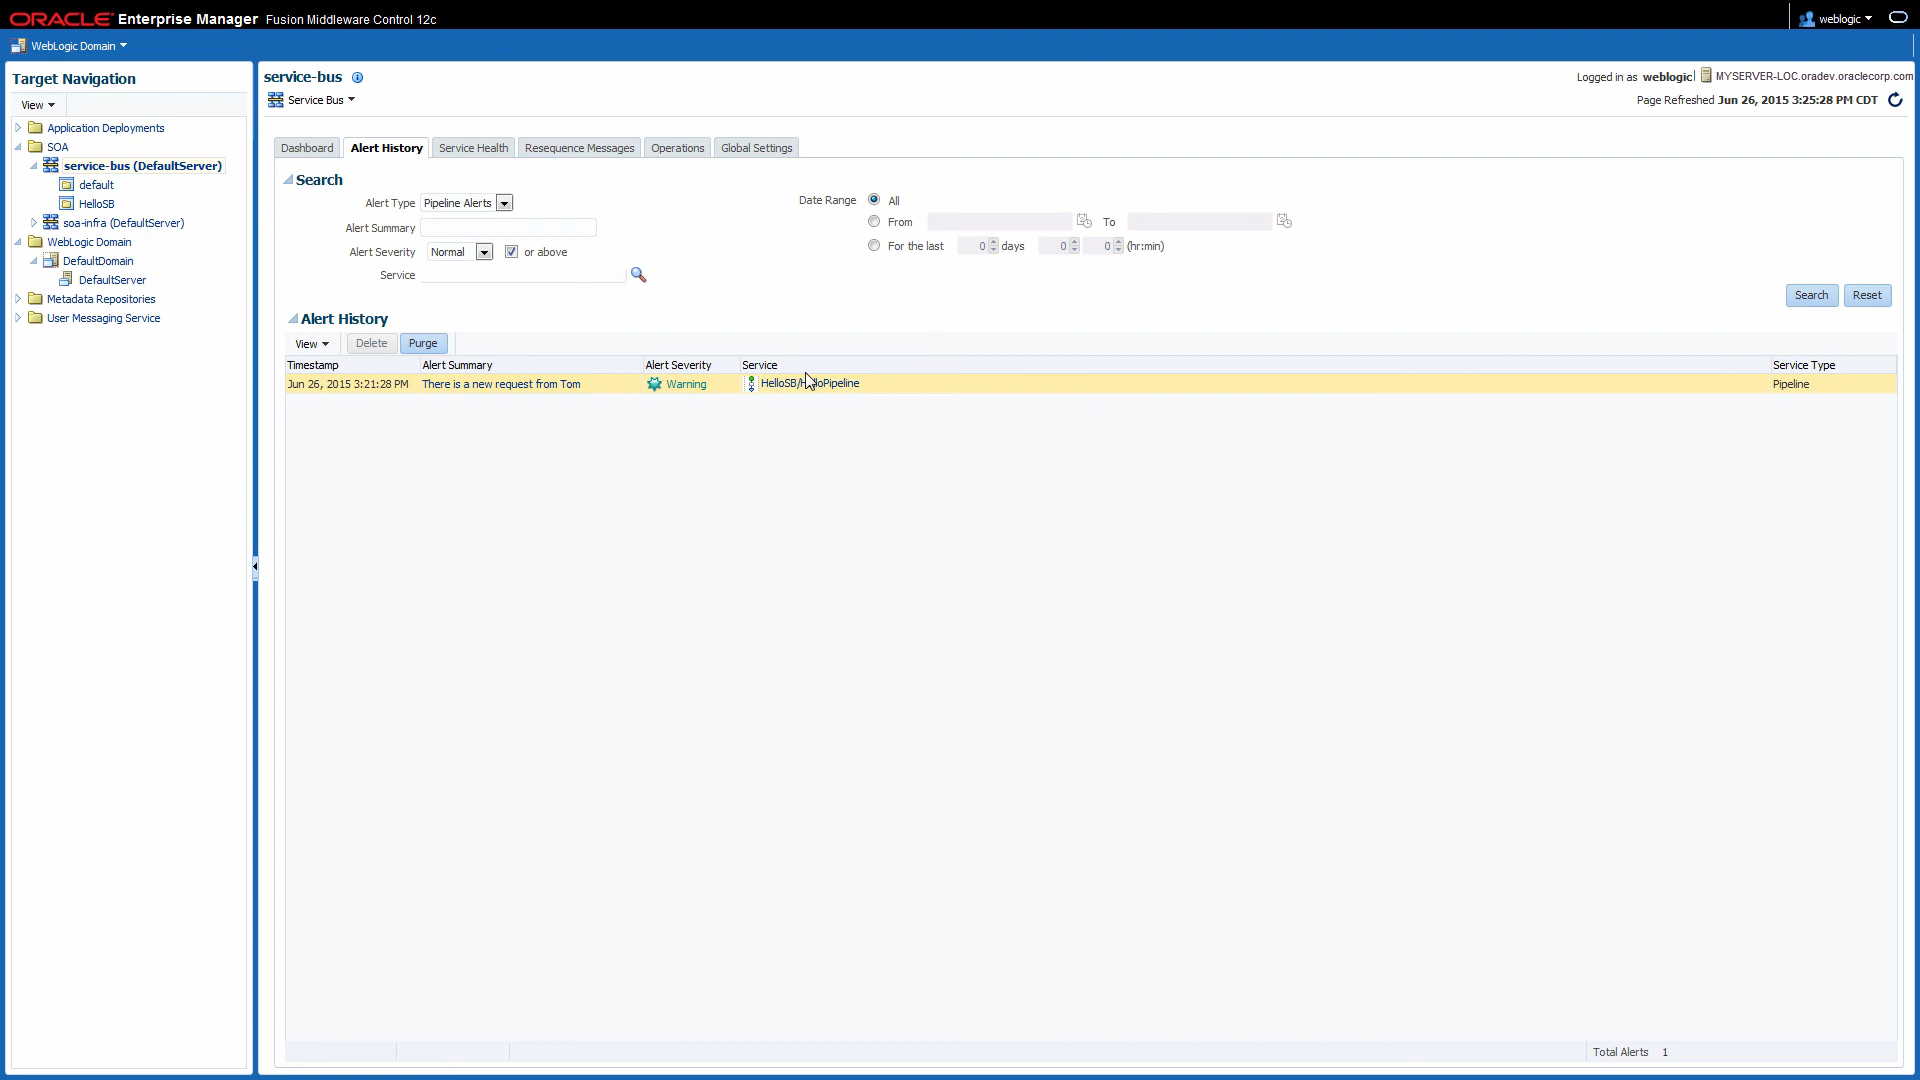 ORACLE Enterprise Manager Fusion Middleware Control 12c
weblogic
WebLogic Domain
Target Navigation
View
Application Deployments
SOA
service-bus (DefaultServer)
default
HelloSB
soa-infra (DefaultServer)
WebLogic Domain
DefaultDomain
DefaultServer
Metadata Repositories
User Messaging Service
service-bus
Logged in as weblogic MYSERVER-LOC.oradev.oraclecorp.com
Service Bus
Page Refreshed Jun 26, 2015 3:25:28 PM CDT
Dashboard Alert History Service Health Resequence Messages Operations Global Settings
Search
Alert Type Pipeline Alerts
Date Range All
Alert Summary
From To
Alert Severity Normal or above
For the last 0 days 0 0 (hr:min)
Service
Search Reset
Alert History
View Delete Purge
Timestamp Alert Summary Alert Severity Service Service Type
Jun 26, 2015 3:21:28 PM There is a new request from Tom Warning HelloSB/HelloPipeline Pipeline
Total Alerts 1